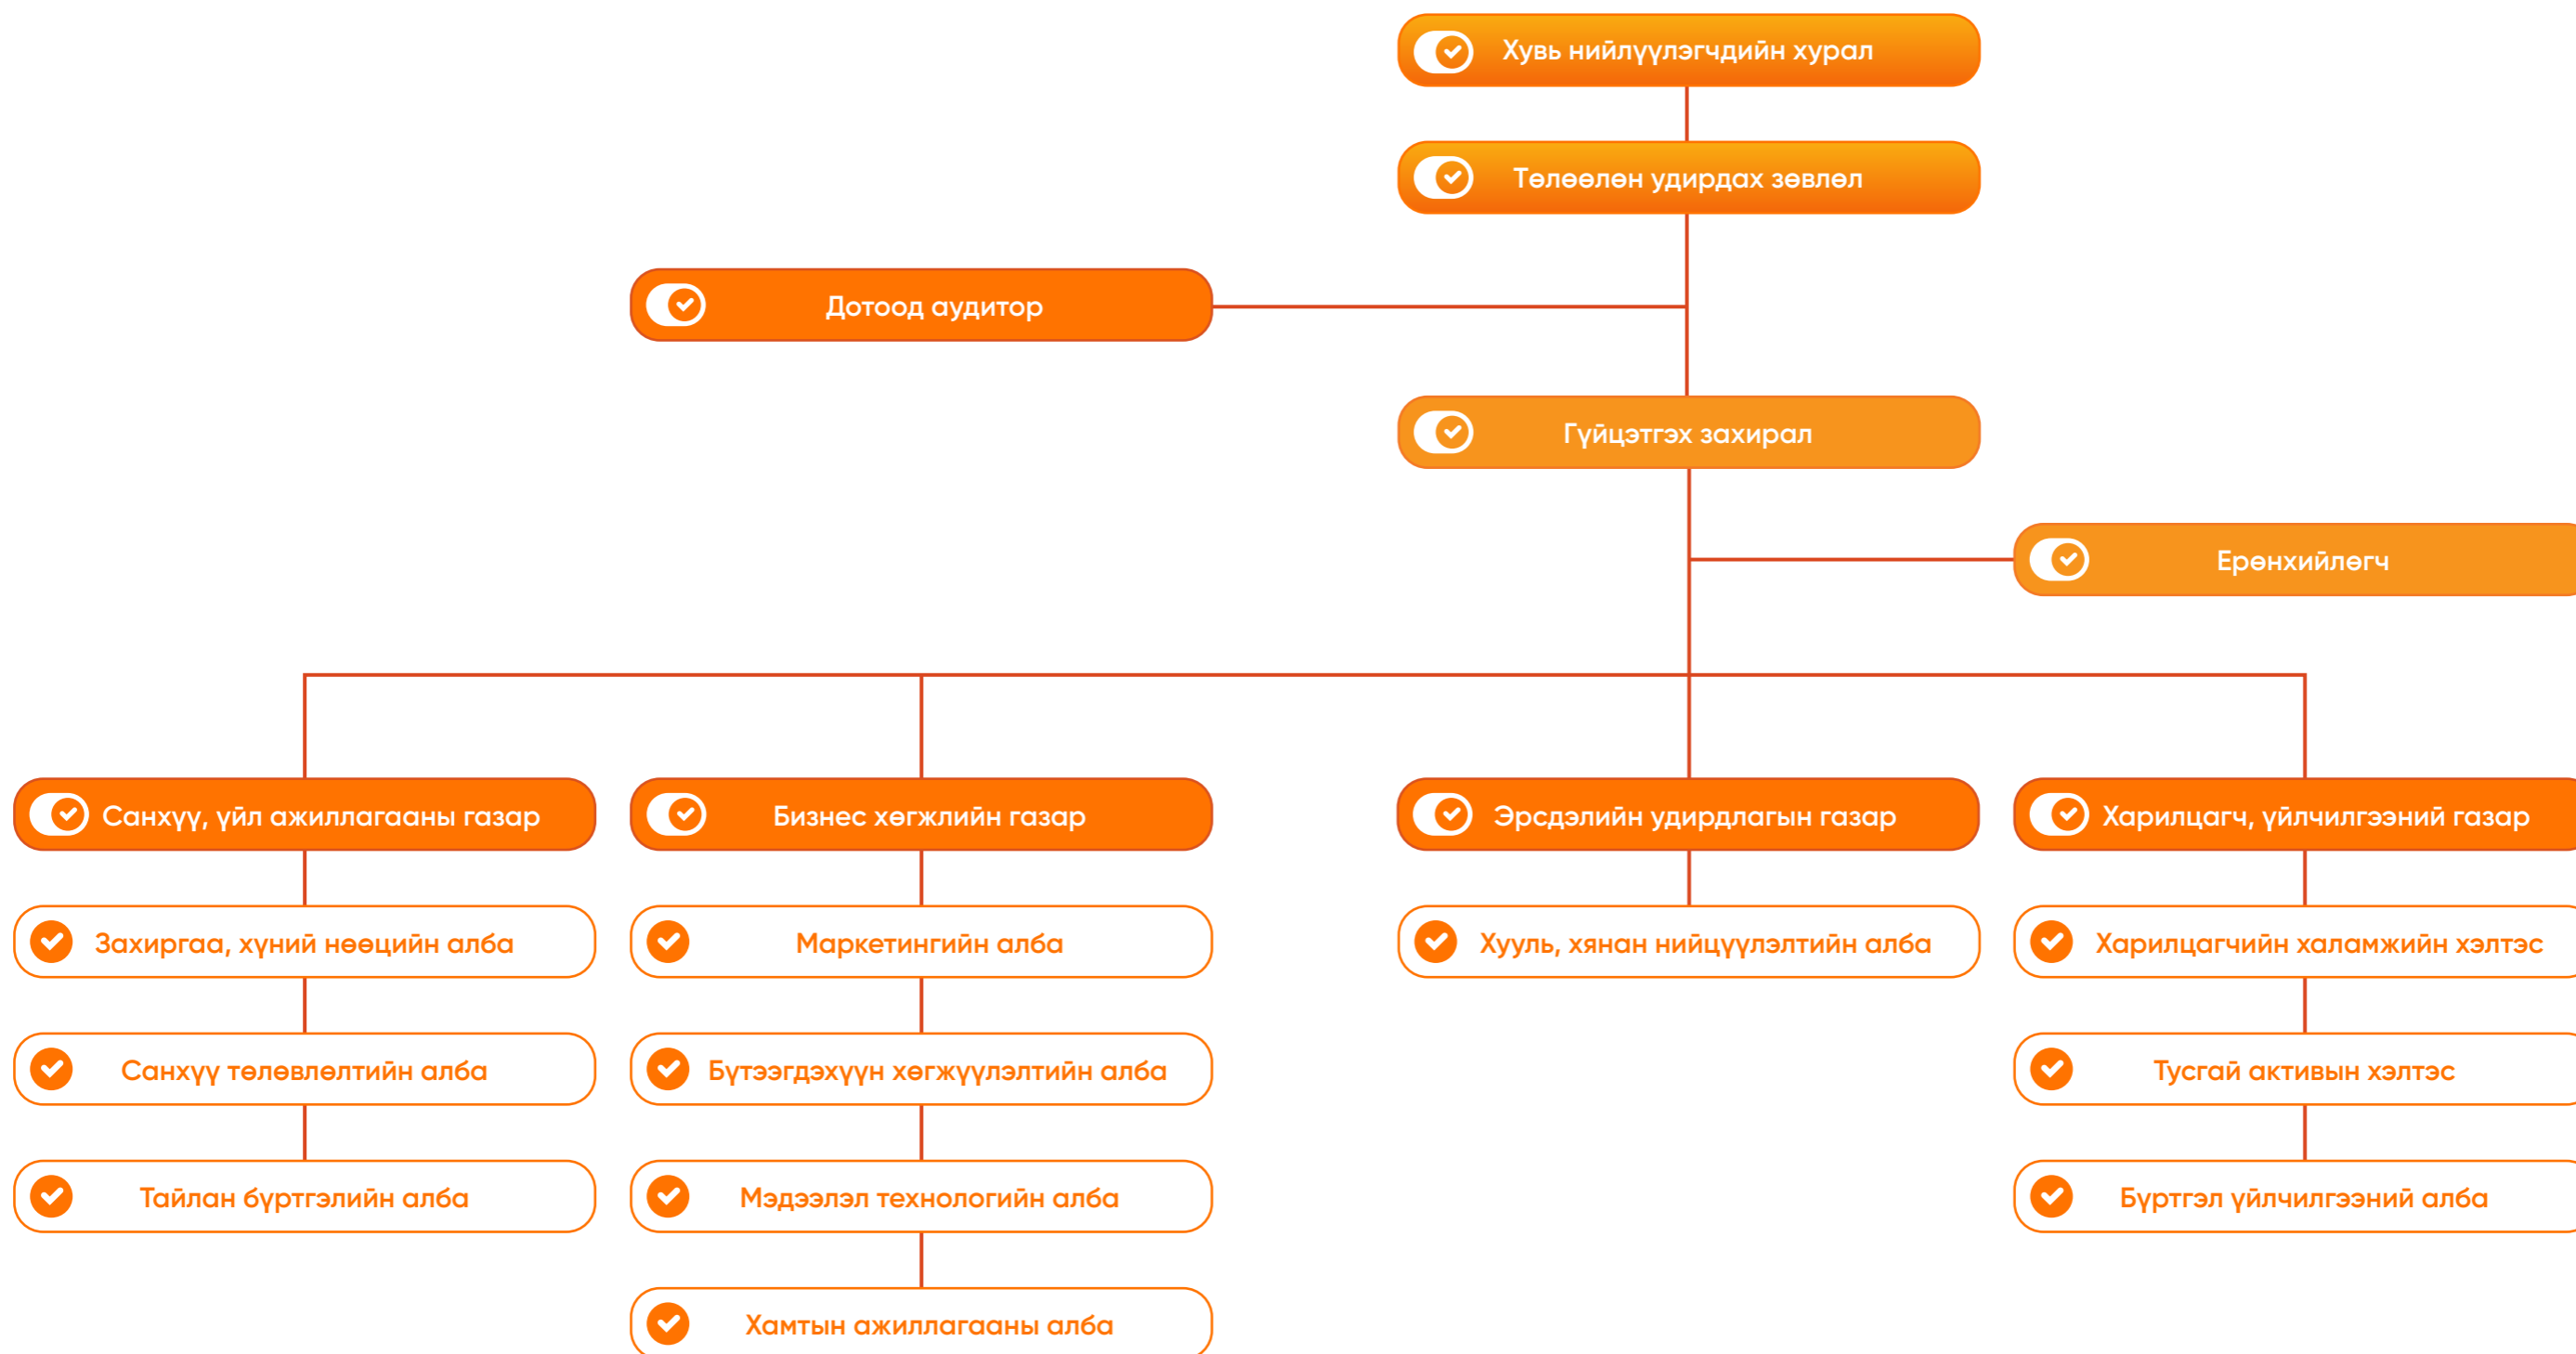 Хувь нийлүүлэгчдийн хурал
Төлөөлөн удирдах зөвлөл
Дотоод аудитор
Гүйцэтгэх захирал
Ерөнхийлөгч
Санхүү, үйл ажиллагааны газар
Бизнес хөгжлийн газар
Эрсдэлийн удирдлагын газар
Харилцагч, үйлчилгээний газар
Захиргаа, хүний нөөцийн алба
Маркетингийн алба
Хууль, хянан нийцүүлэлтийн алба
Харилцагчийн халамжийн хэлтэс
Санхүү төлөвлөлтийн алба
Бүтээгдэхүүн хөгжүүлэлтийн алба
Тусгай активын хэлтэс
Тайлан бүртгэлийн алба
Мэдээлэл технологийн алба
Бүртгэл үйлчилгээний алба
Хамтын ажиллагааны алба